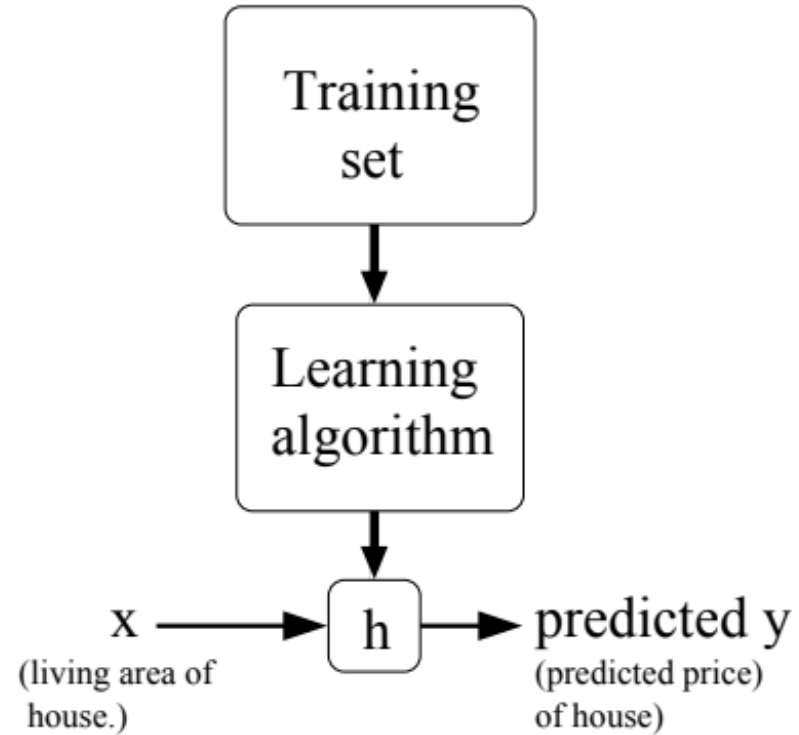 Training
set
Learning
algorithm
x
h
predicted y
(living area of
house.)
(predicted price)
of house)